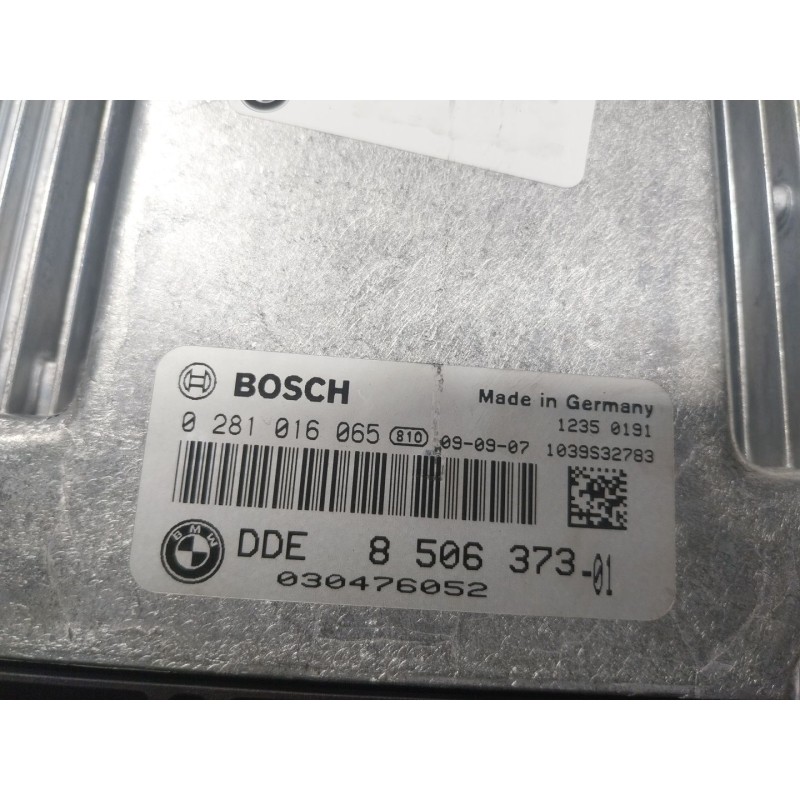 BOSCH Made in Germany
0 281 016 065 810 09-09-07 1235 0191
1039S32783
BMW DDE 8 506 373-01
030476052